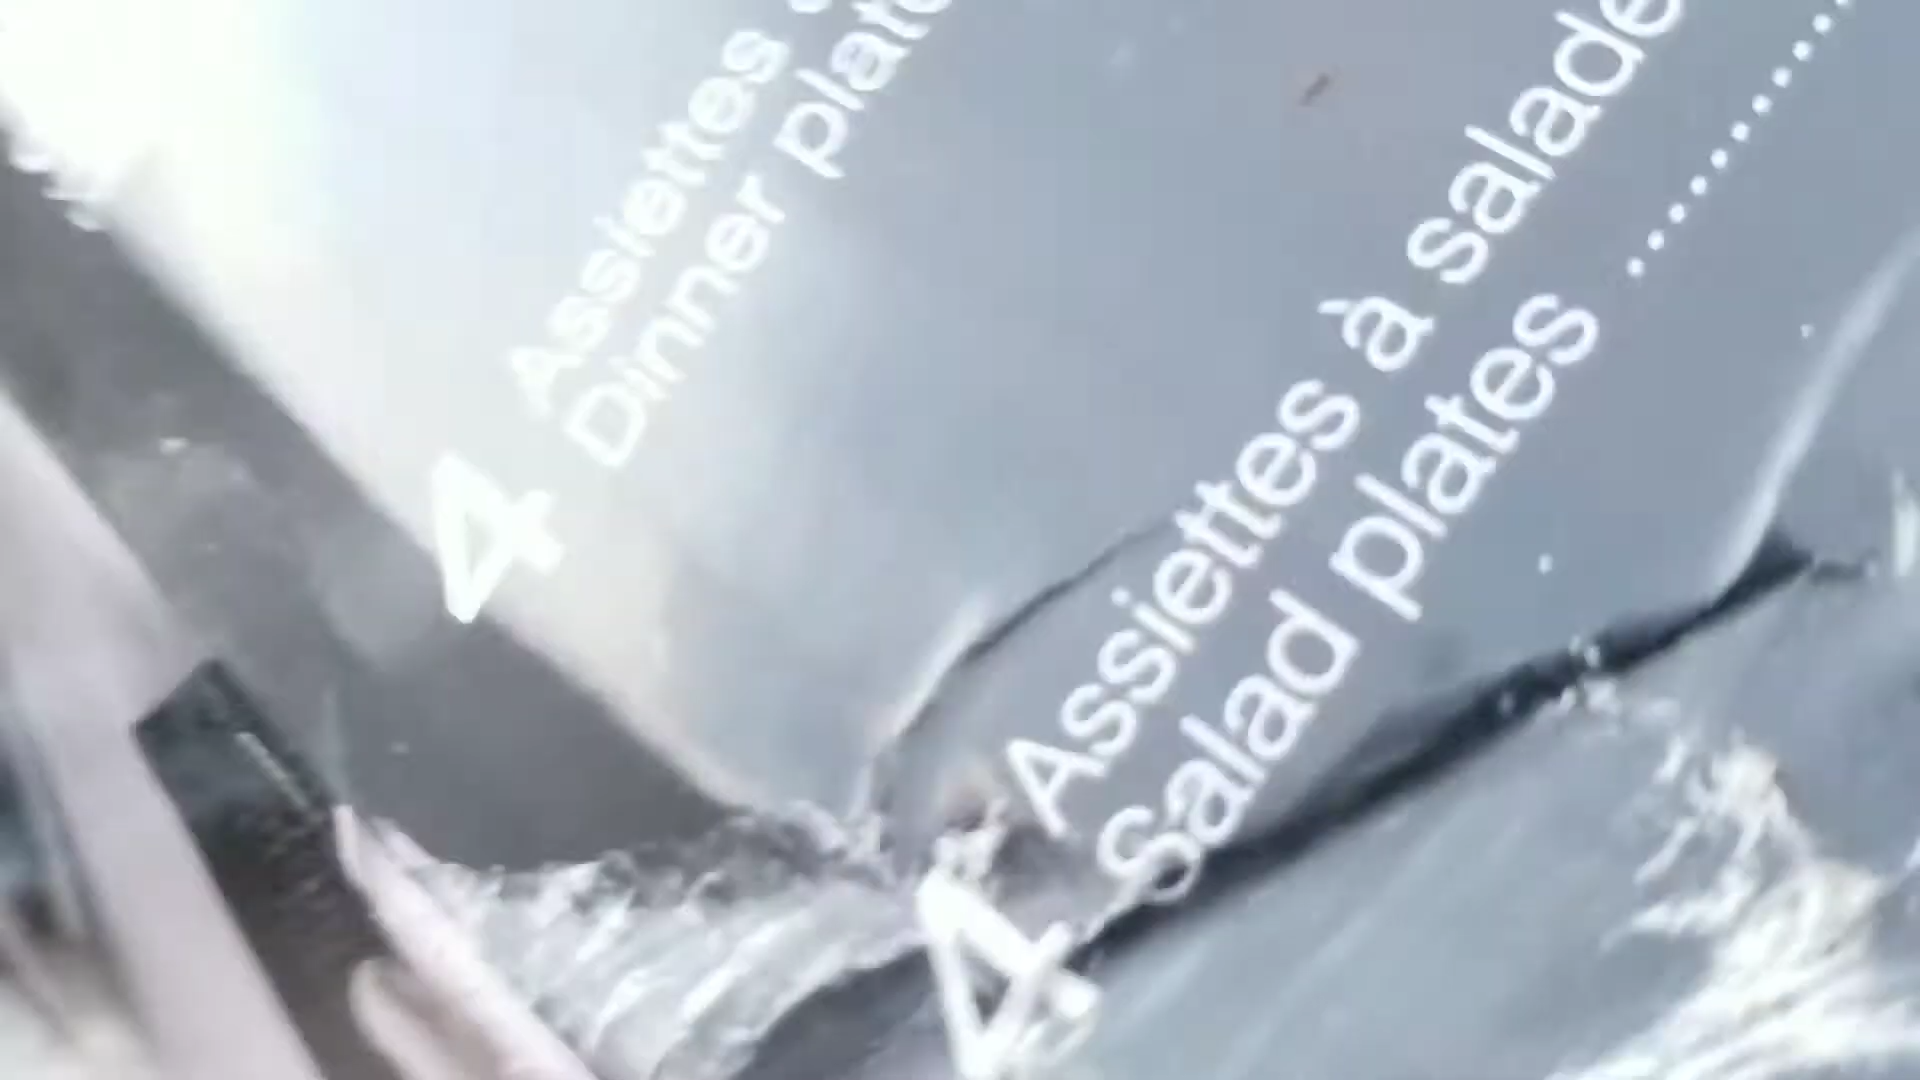 4 Assiettes
Dinner plate
4 Assiettes à salade
Salad plates ..............